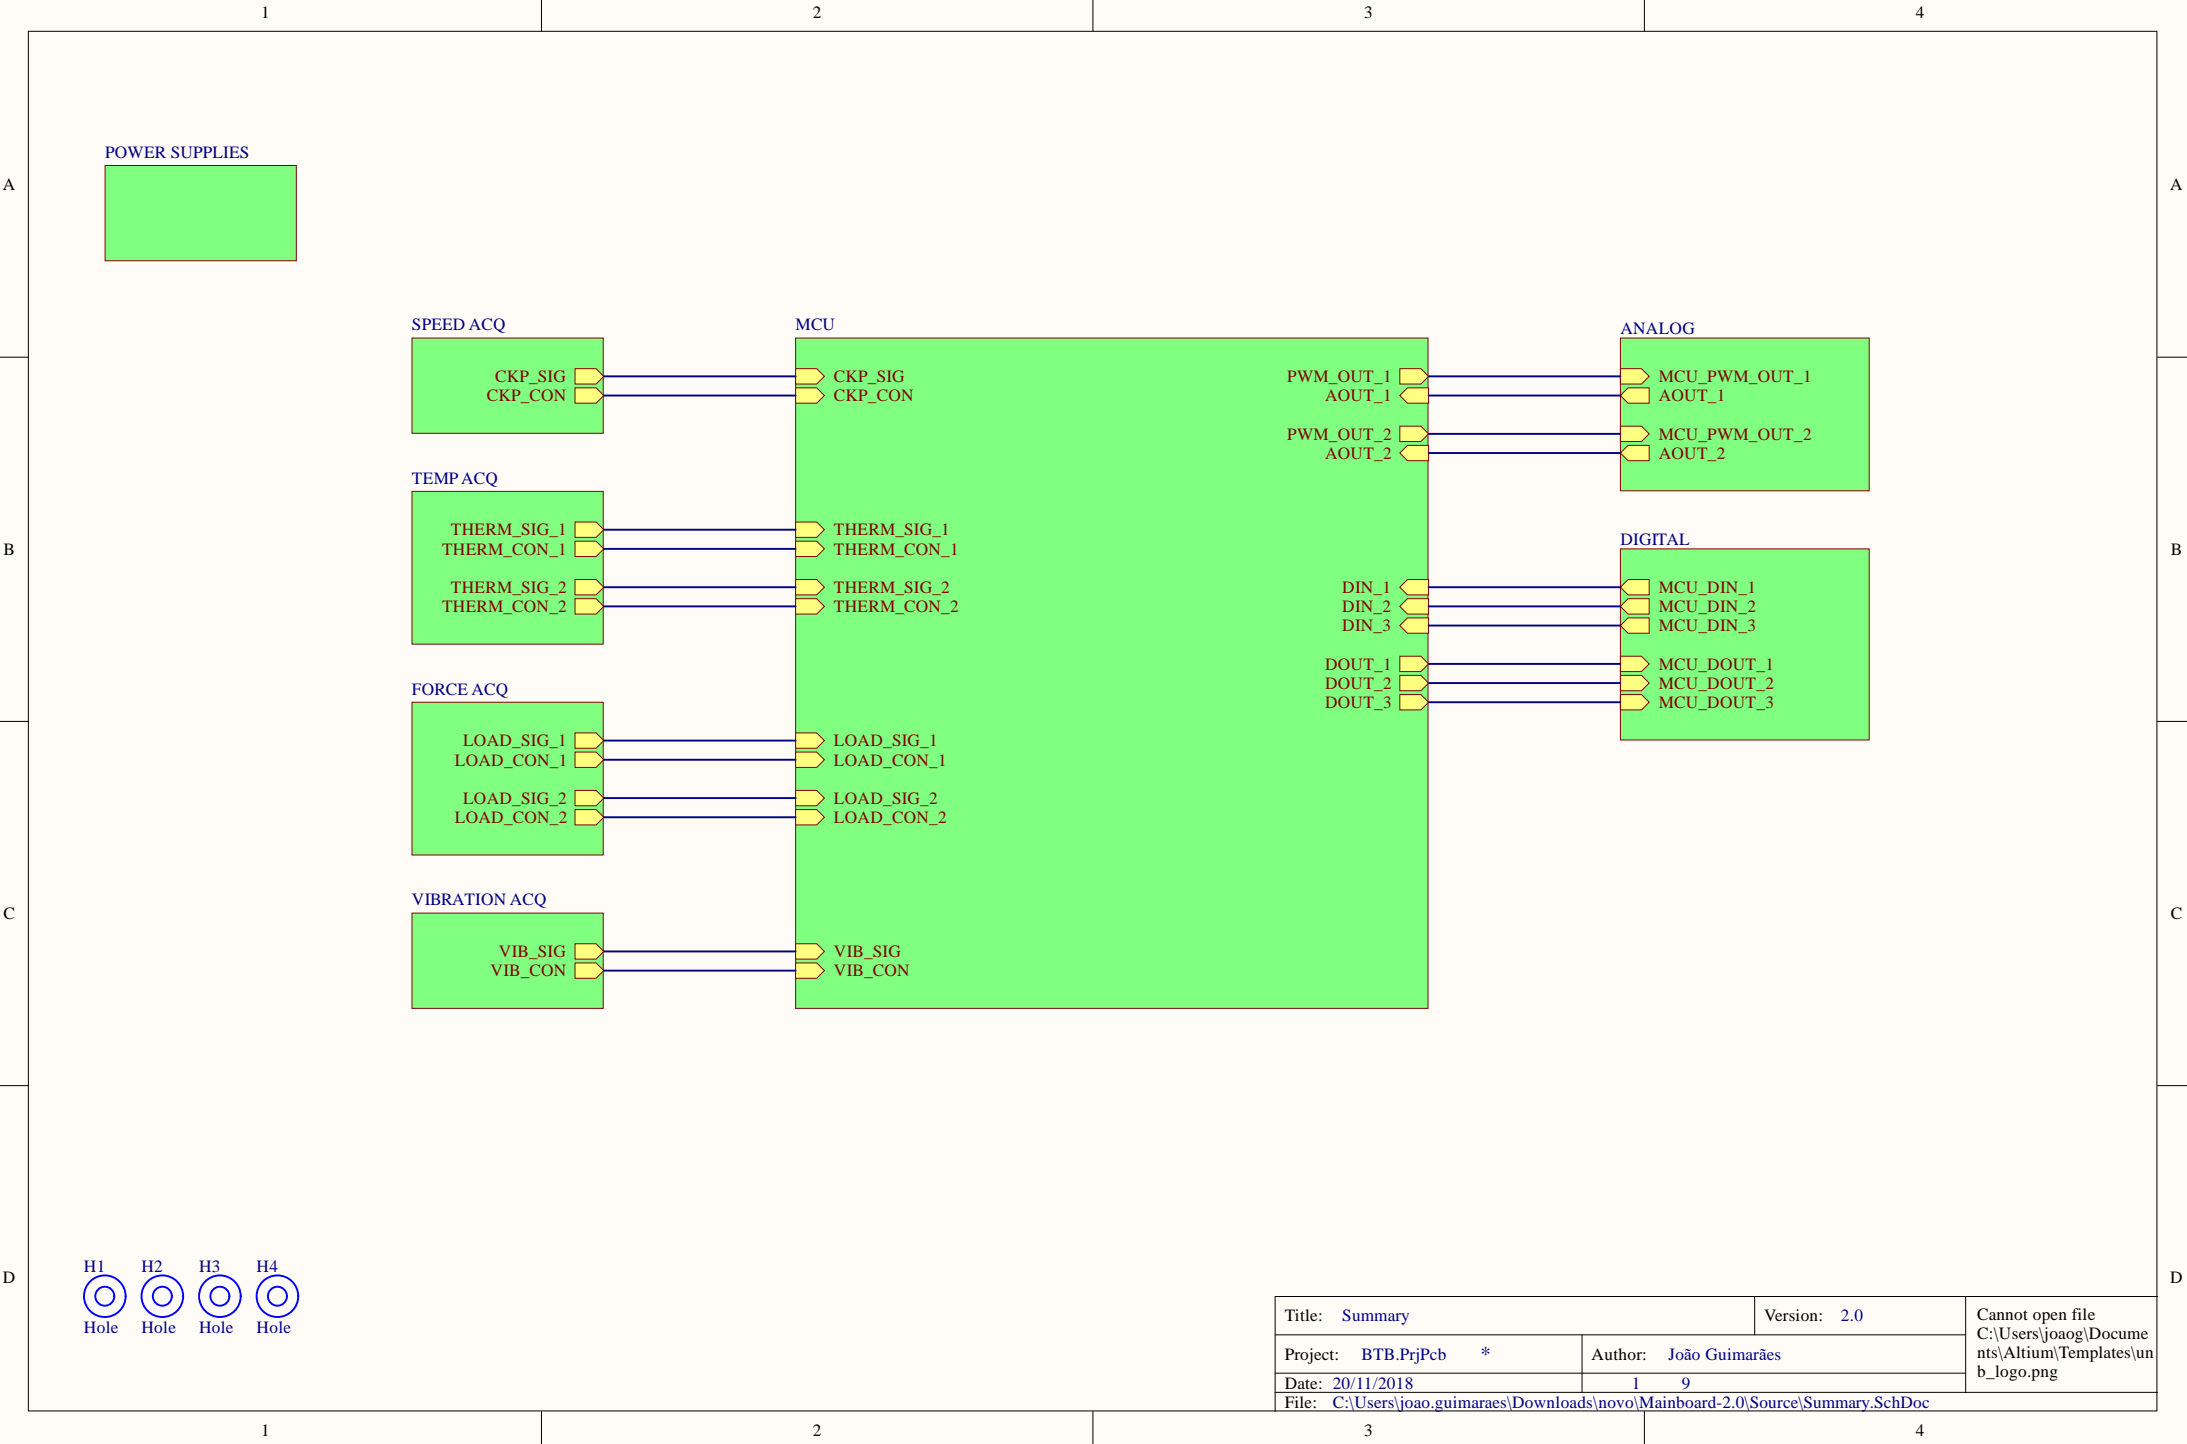 1 2 3 4
A A
POWER SUPPLIES
SPEED ACQ
CKP_SIG
CKP_CON
TEMP ACQ
THERM_SIG_1
THERM_CON_1
THERM_SIG_2
THERM_CON_2
FORCE ACQ
LOAD_SIG_1
LOAD_CON_1
LOAD_SIG_2
LOAD_CON_2
VIBRATION ACQ
VIB_SIG
VIB_CON
MCU
CKP_SIG
CKP_CON
THERM_SIG_1
THERM_CON_1
THERM_SIG_2
THERM_CON_2
LOAD_SIG_1
LOAD_CON_1
LOAD_SIG_2
LOAD_CON_2
VIB_SIG
VIB_CON
PWM_OUT_1
AOUT_1
PWM_OUT_2
AOUT_2
DIN_1
DIN_2
DIN_3
DOUT_1
DOUT_2
DOUT_3
ANALOG
MCU_PWM_OUT_1
AOUT_1
MCU_PWM_OUT_2
AOUT_2
DIGITAL
MCU_DIN_1
MCU_DIN_2
MCU_DIN_3
MCU_DOUT_1
MCU_DOUT_2
MCU_DOUT_3
B B
C C
D D
H1 H2 H3 H4
Hole Hole Hole Hole
Title: Summary Version: 2.0
Project: BTB.PrjPcb * Author: João Guimarães
Date: 20/11/2018 1 9
File: C:\Users\joao.guimaraes\Downloads\novo\Mainboard-2.0\Source\Summary.SchDoc
Cannot open file
C:\Users\joaog\Docume
nts\Altium\Templates\un
b_logo.png
1 2 3 4